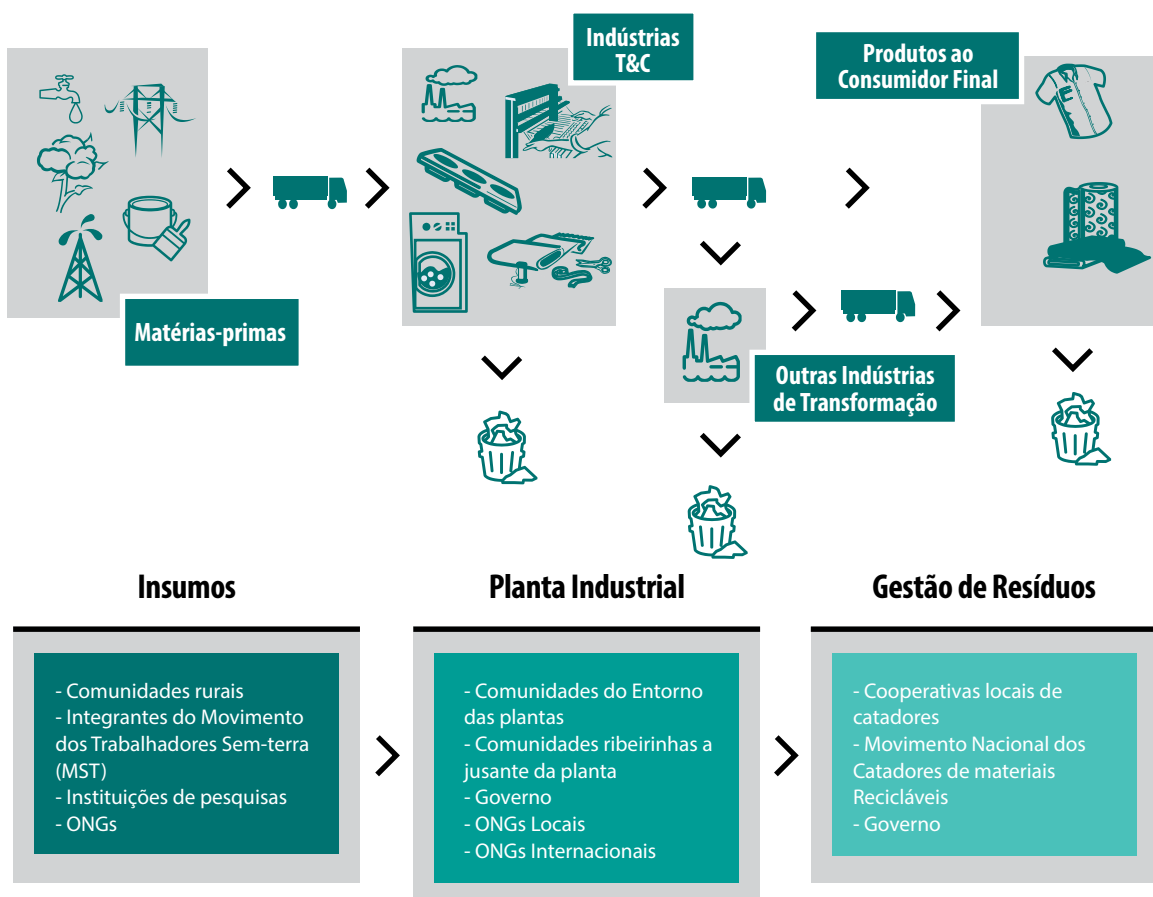 Indústrias
T&C
Produtos ao
Consumidor Final
Matérias-primas
Outras Indústrias
de Transformação
Insumos
- Comunidades rurais
- Integrantes do Movimento
dos Trabalhadores Sem-terra
(MST)
- Instituições de pesquisas
- ONGs
Planta Industrial
- Comunidades do Entorno
das plantas
- Comunidades ribeirinhas a
jusante da planta
- Governo
- ONGs Locais
- ONGs Internacionais
Gestão de Resíduos
- Cooperativas locais de
catadores
- Movimento Nacional dos
Catadores de materiais
Recicláveis
- Governo